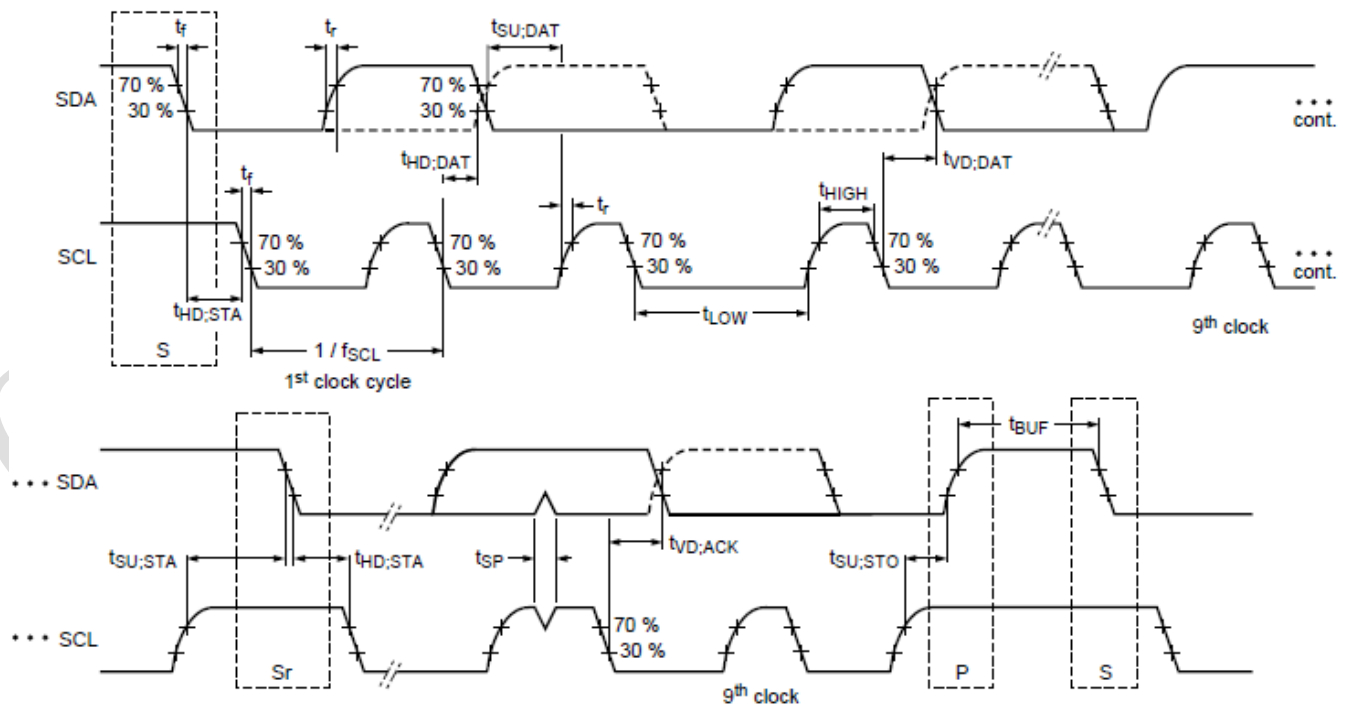 tf
tr
tSU;DAT
70 %
30 %
70 %
30 %
SDA
cont.
tHD;DAT
tVD;DAT
tf
tr
tHIGH
70 %
30 %
70 %
30 %
70 %
30 %
70 %
30 %
SCL
cont.
tHD;STA
tLOW
9th clock
S
1 / fSCL
1st clock cycle
tBUF
••• SDA
tSU;STA
tHD;STA
tSP
tVD;ACK
tSU;STO
••• SCL
70 %
30 %
Sr
P
S
9th clock